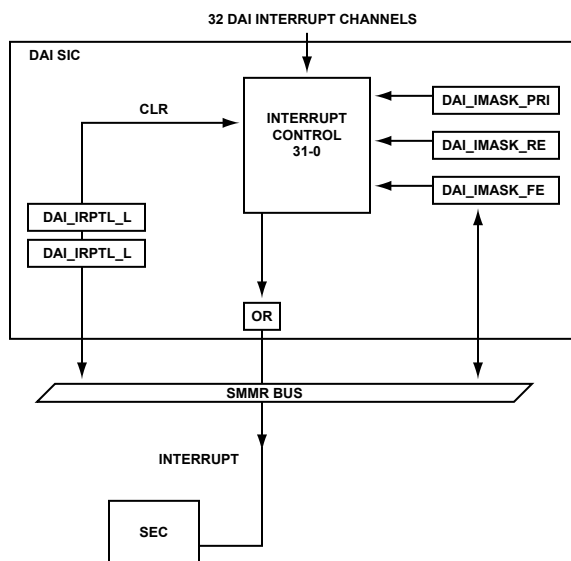 32 DAI INTERRUPT CHANNELS
DAI SIC
CLR
INTERRUPT
CONTROL
31-0
DAI_IMASK_PRI
DAI_IMASK_RE
DAI_IMASK_FE
DAI_IRPTL_L
DAI_IRPTL_L
OR
SMMR BUS
INTERRUPT
SEC